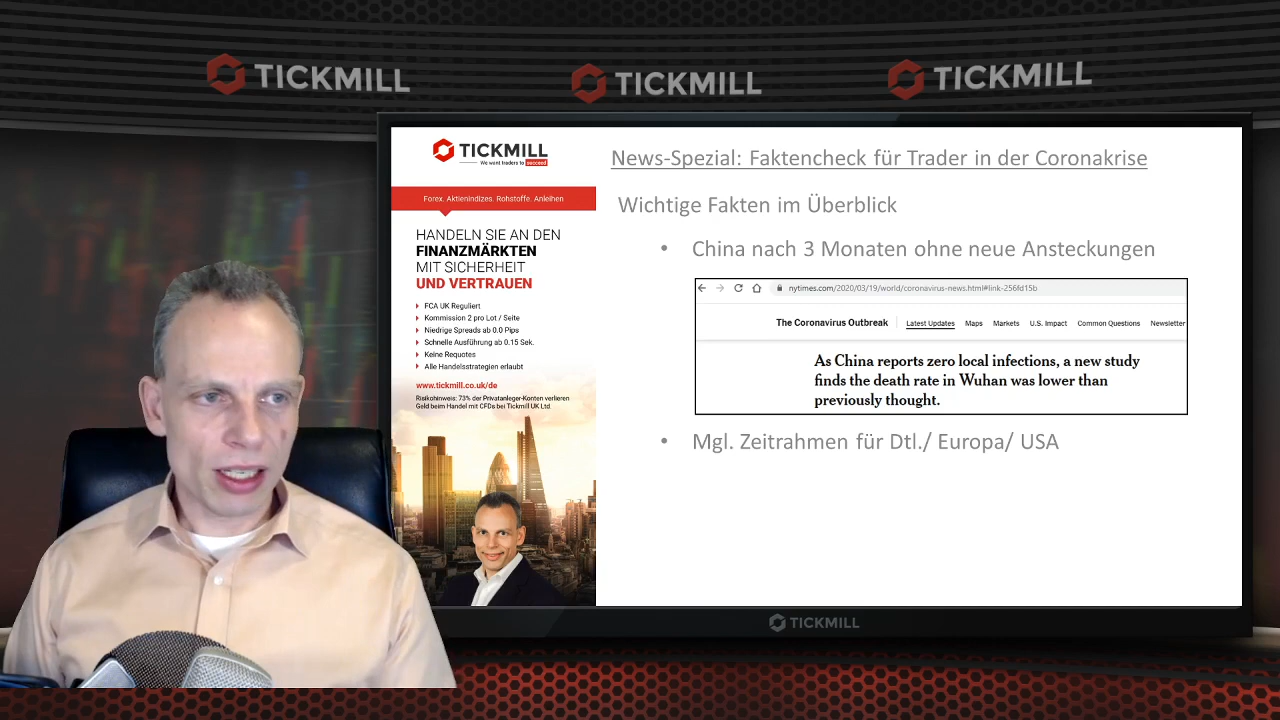 TICKMILL
TICKMILL
TICKMILL
TICKMILL
We want traders to succeed
Forex. Aktienindizes. Rohstoffe. Anleihen
HANDELN SIE AN DEN
FINANZMÄRKTEN
MIT SICHERHEIT
UND VERTRAUEN
FCA UK Reguliert
Kommission 2 pro Lot / Seite
Niedrige Spreads ab 0.0 Pips
Schnelle Ausführung ab 0.15 Sek.
Keine Requotes
Alle Handelsstrategien erlaubt
www.tickmill.co.uk/de
Risikohinweis: 73% der Privatanleger-Konten verlieren
Geld beim Handel mit CFDs bei Tickmill UK Ltd.
News-Spezial: Faktencheck für Trader in der Coronakrise
Wichtige Fakten im Überblick
• China nach 3 Monaten ohne neue Ansteckungen
nytimes.com/2020/03/19/world/coronavirus-news.html#link-256fd15b
The Coronavirus Outbreak Latest Updates Maps Markets U.S. Impact Common Questions Newsletter
As China reports zero local infections, a new study
finds the death rate in Wuhan was lower than
previously thought.
• Mgl. Zeitrahmen für Dtl./ Europa/ USA
TICKMILL